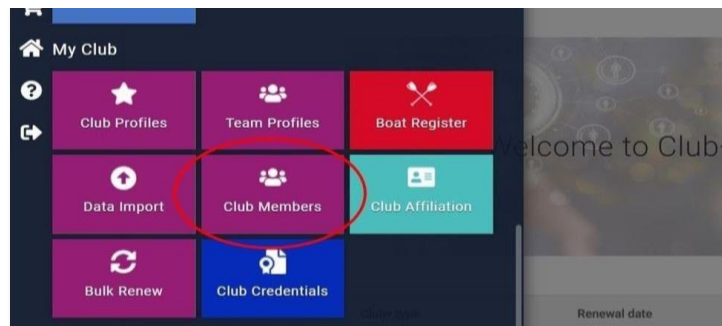 My Club
Club Profiles
Team Profiles
Boat Register
Welcome to Club
Data Import
Club Members
Club Affiliation
Bulk Renew
Club Credentials
Renewal date